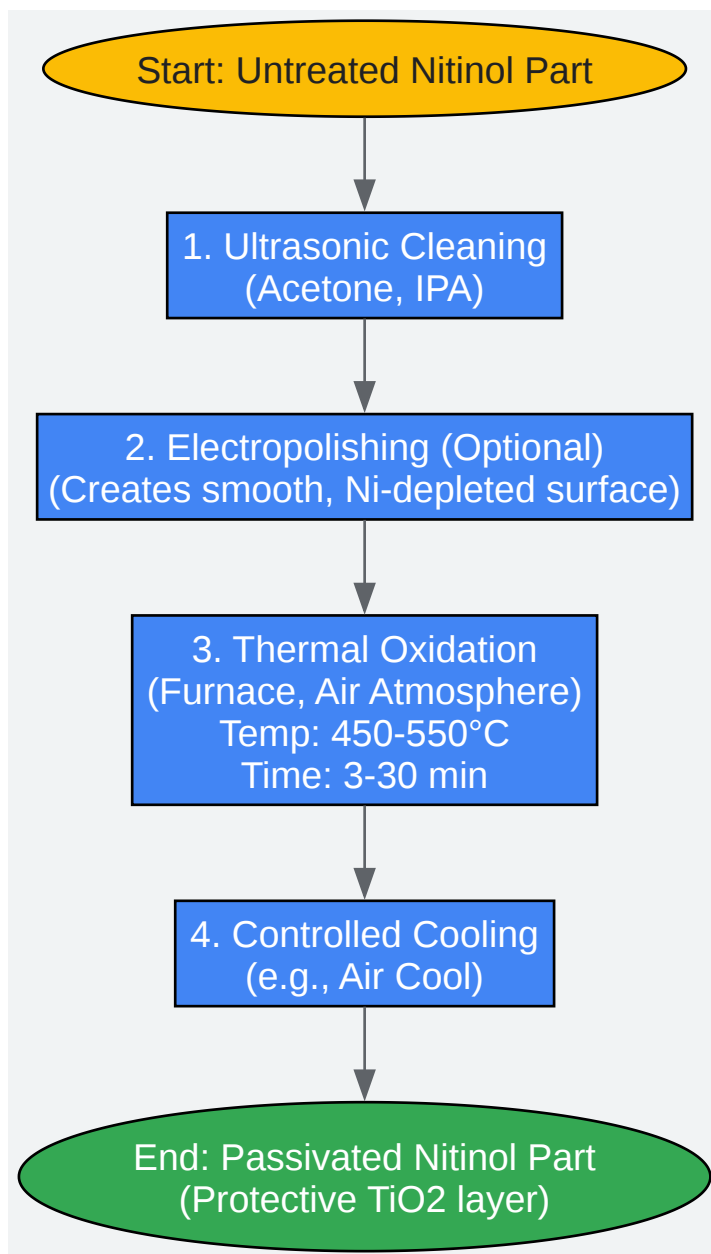 Start: Untreated Nitinol Part
1. Ultrasonic Cleaning
(Acetone, IPA)
2. Electropolishing (Optional)
(Creates smooth, Ni-depleted surface)
3. Thermal Oxidation
(Furnace, Air Atmosphere)
Temp: 450-550°C
Time: 3-30 min
4. Controlled Cooling
(e.g., Air Cool)
End: Passivated Nitinol Part
(Protective TiO2 layer)